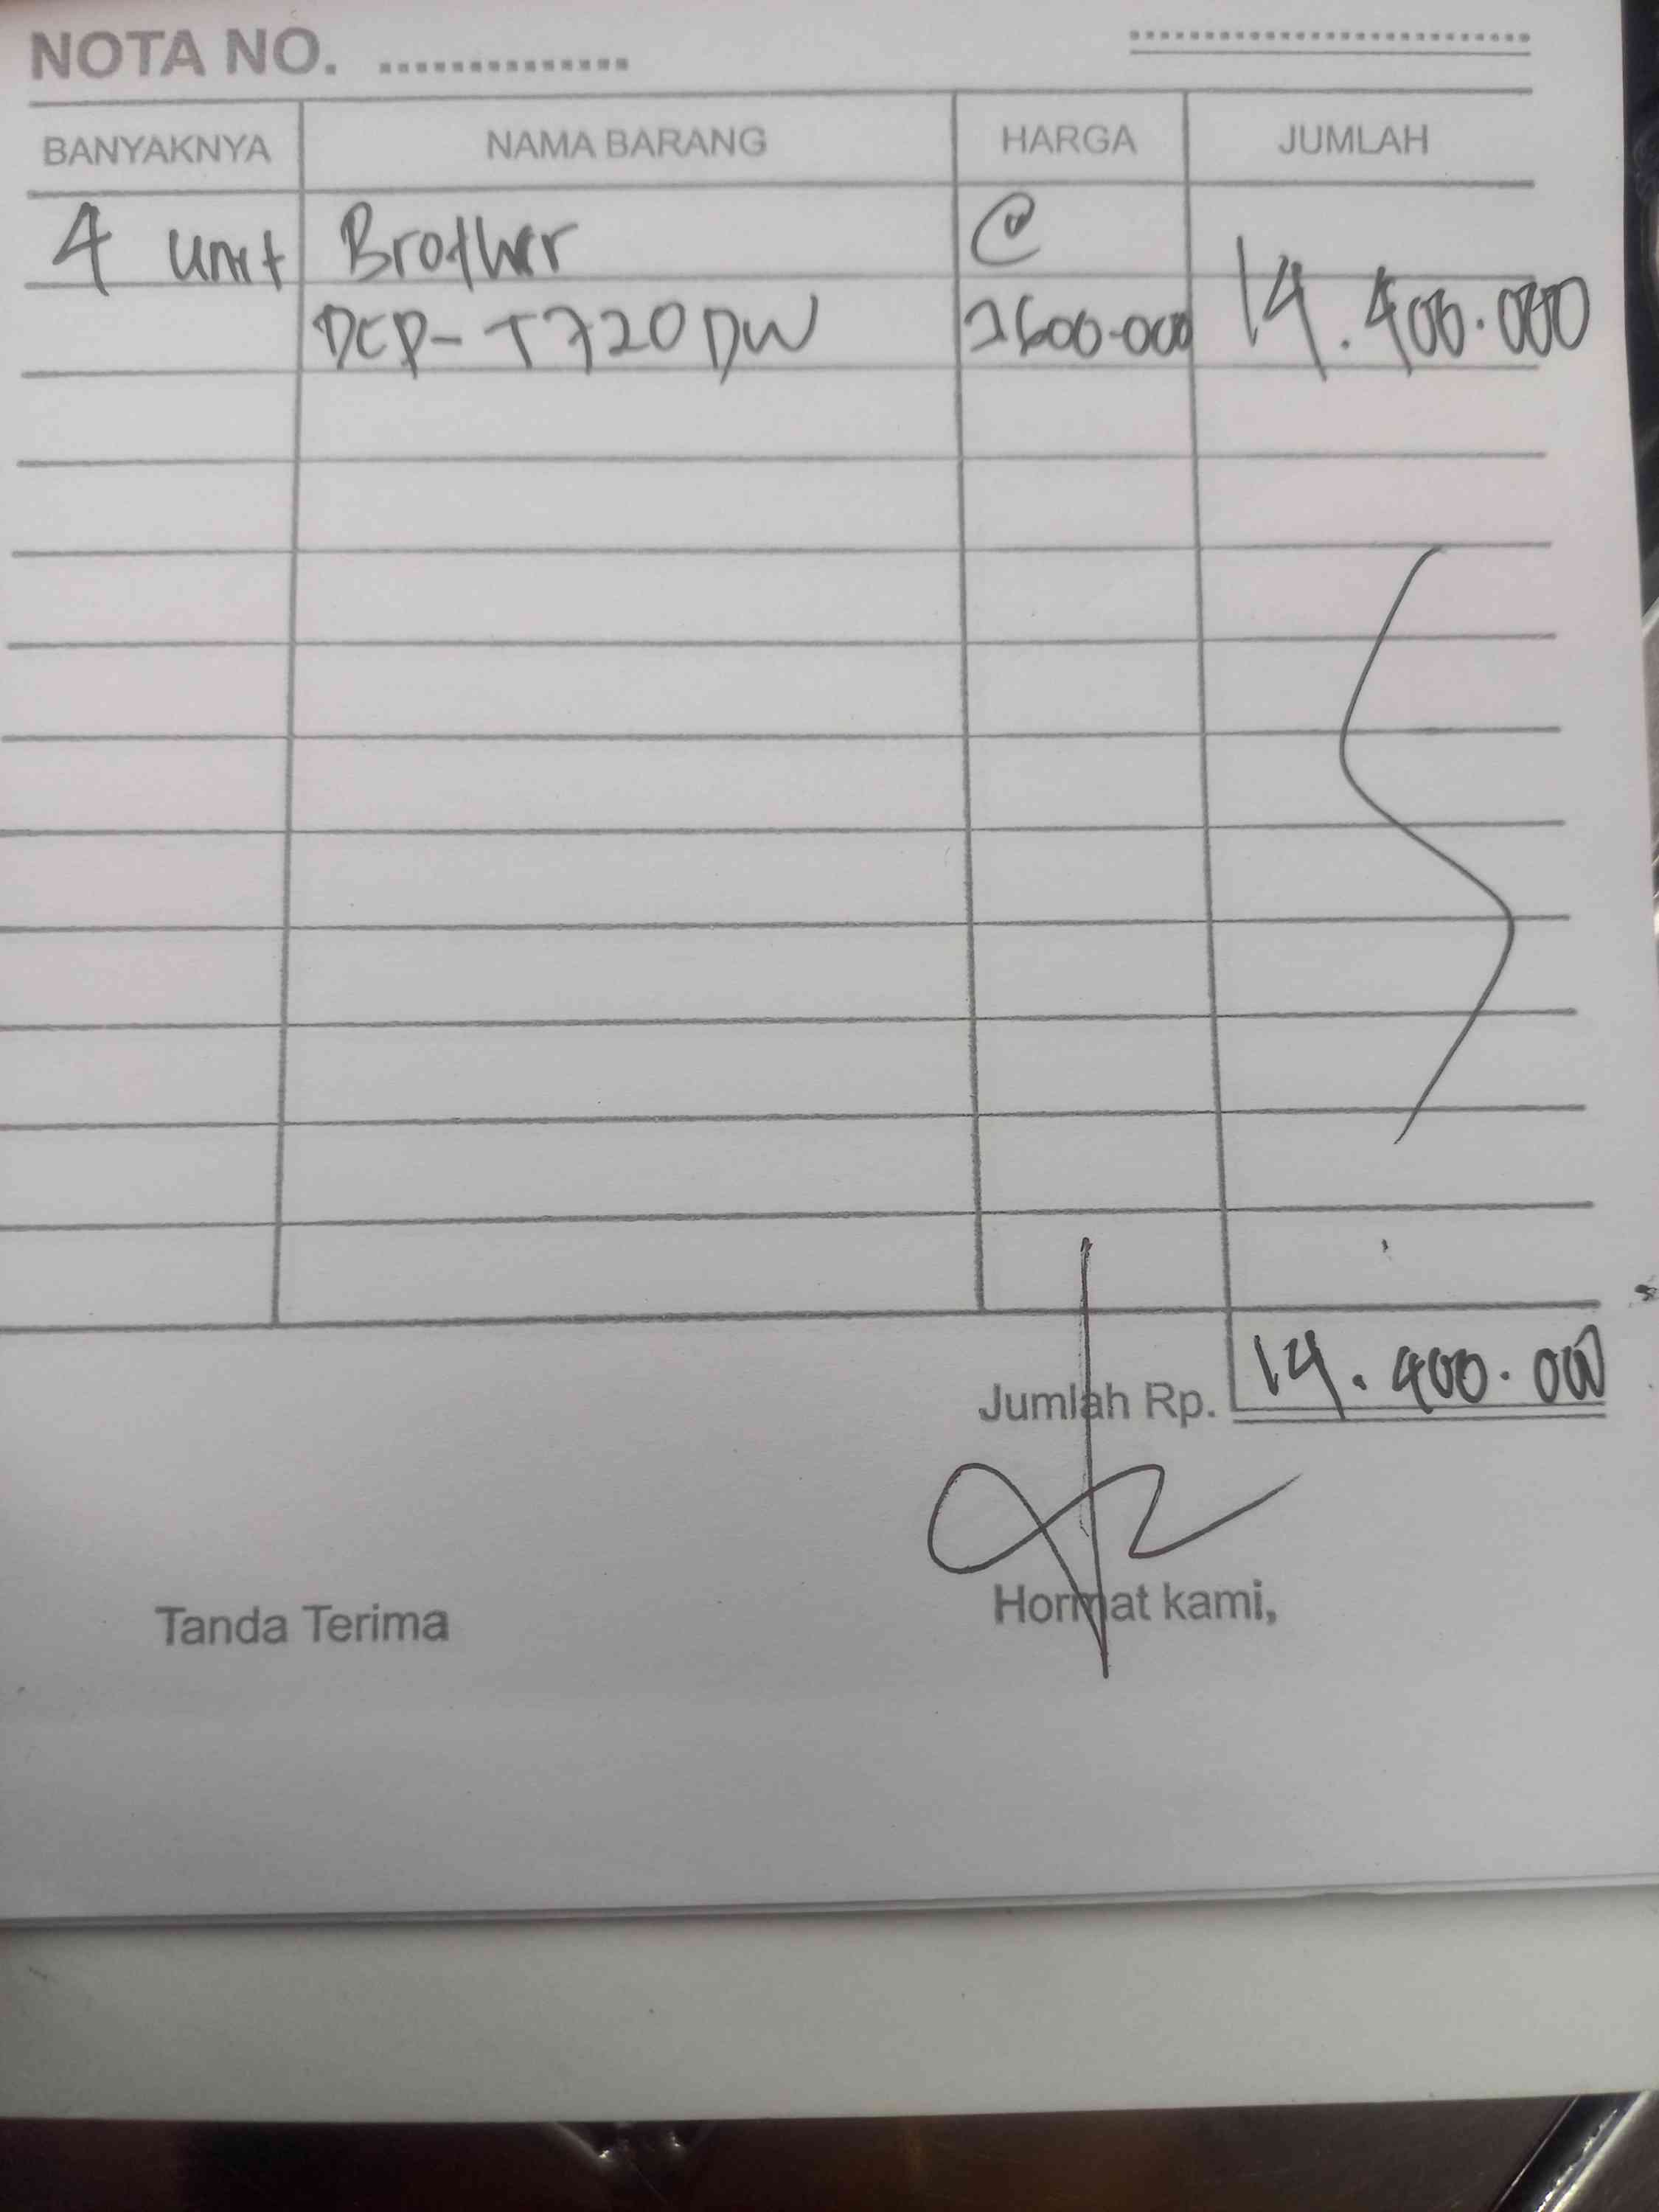 NOTA NO. ..............
BANYAKNYA NAMA BARANG HARGA JUMLAH
4 unit Brother @
DCP-T720DW 3600.000 14.400.000
Jumlah Rp. 14.400.000
Tanda Terima Hormat kami,